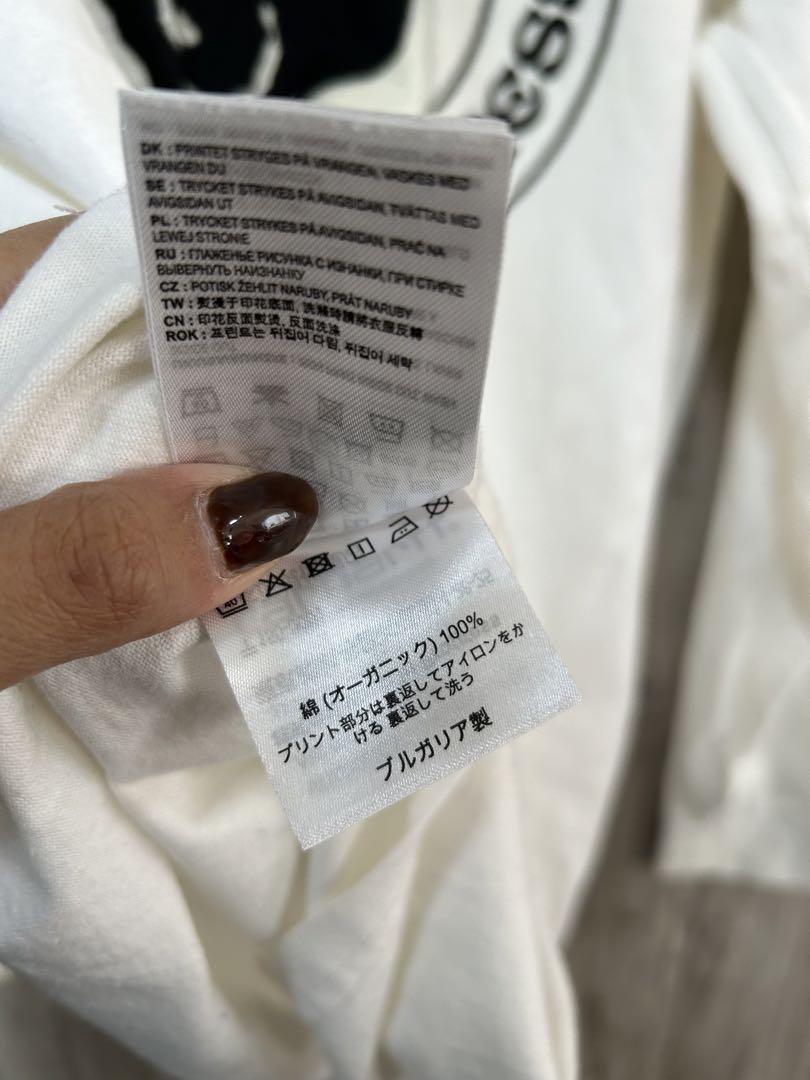 ES
DK : PRINTET STRYGES PÅ VRANGEN, VASKES MED
VRANGEN DU
SE : TRYCKET STRYKES PÅ AVIGSIDAN, TVÄTTAS MED
AVIGSIDAN UT
PL : TRYCKET STRYKES PÅ AVIGSIDAN, PRAĆ NA
LEWEJ STRONIE
RU : ГЛАЖЕНЬЕ РИСУНКА С ИЗНАНКИ, ПРИ СТИРКЕ
ВЫВЕРНУТЬ НАИЗНАНКУ
CZ : POTISK ŽEHLIT NARUBY, PRÁT NARUBY
TW : 熨燙于印花底面, 洗滌時請將衣服反轉
CN : 印花反面熨烫, 反面洗涤
ROK : 프린트는 뒤집어 다림, 뒤집어 세탁
40
綿 (オーガニック) 100%
プリント部分は裏返してアイロンをか
ける 裏返して洗う
ブルガリア製